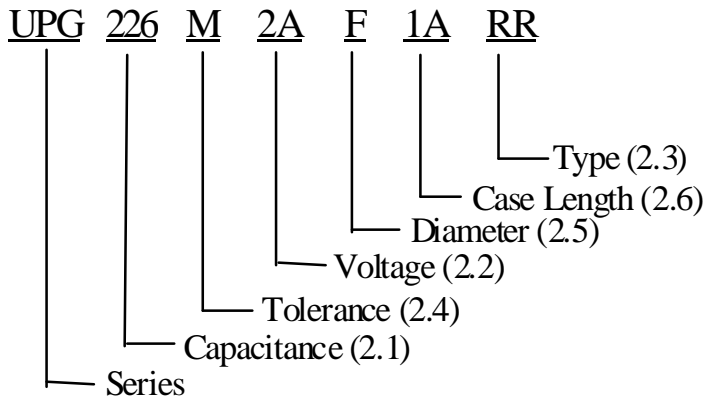 UPG 226 M 2A F 1A RR
Type (2.3)
Case Length (2.6)
Diameter (2.5)
Voltage (2.2)
Tolerance (2.4)
Capacitance (2.1)
Series